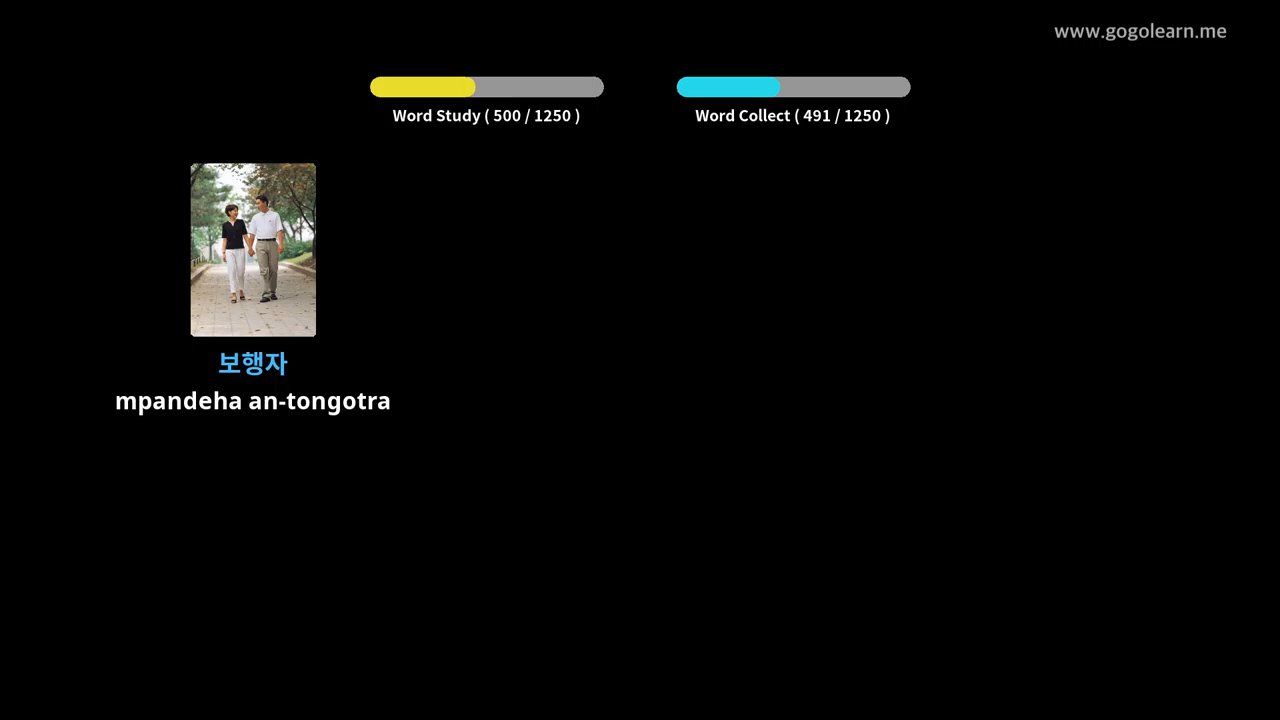 www.gogolearn.me
Word Study ( 500 / 1250 )
Word Collect ( 491 / 1250 )
보행자
mpandeha an-tongotra